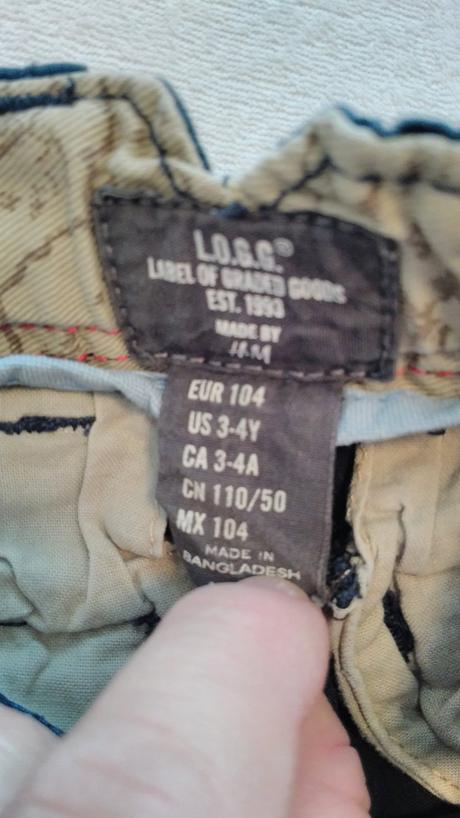 L.O.G.G.®
LABEL OF GRADED GOODS
EST. 1993
MADE BY
H&M
EUR 104
US 3-4Y
CA 3-4A
CN 110/50
MX 104
MADE IN
BANGLADESH